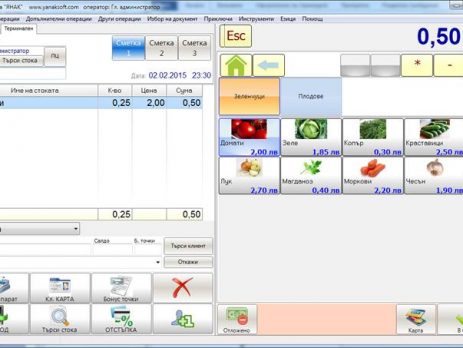 "ЯНАК" www.yanaksoft.com оператор: Гл. администратор
Операции Допълнителни операции Други операции Избор на документ Приключи Инструменти Езици Помощ
Терминален
Администратор
Търси стока
ПЦ
Сметка 1
Сметка 2
Сметка 3
Дата: 02.02.2015 23:30
Esc
0,50
* -
Име на стоката К-во Цена Сума
0,25 2,00 0,50
0,25 0,50
Зеленчуци Плодове
Домати Зеле Копър Краставици
2,00 лв 1,85 лв 0,30 лв 2,50 лв
Лук Магданоз Моркови Чесън
2,70 лв 0,40 лв 2,20 лв 1,90 лв
Салдо Б. точки
Търси клиент
Откажи
Кл. КАРТА Бонус точки
Търси стока ОТСТЪПКА
Отложено
Карта